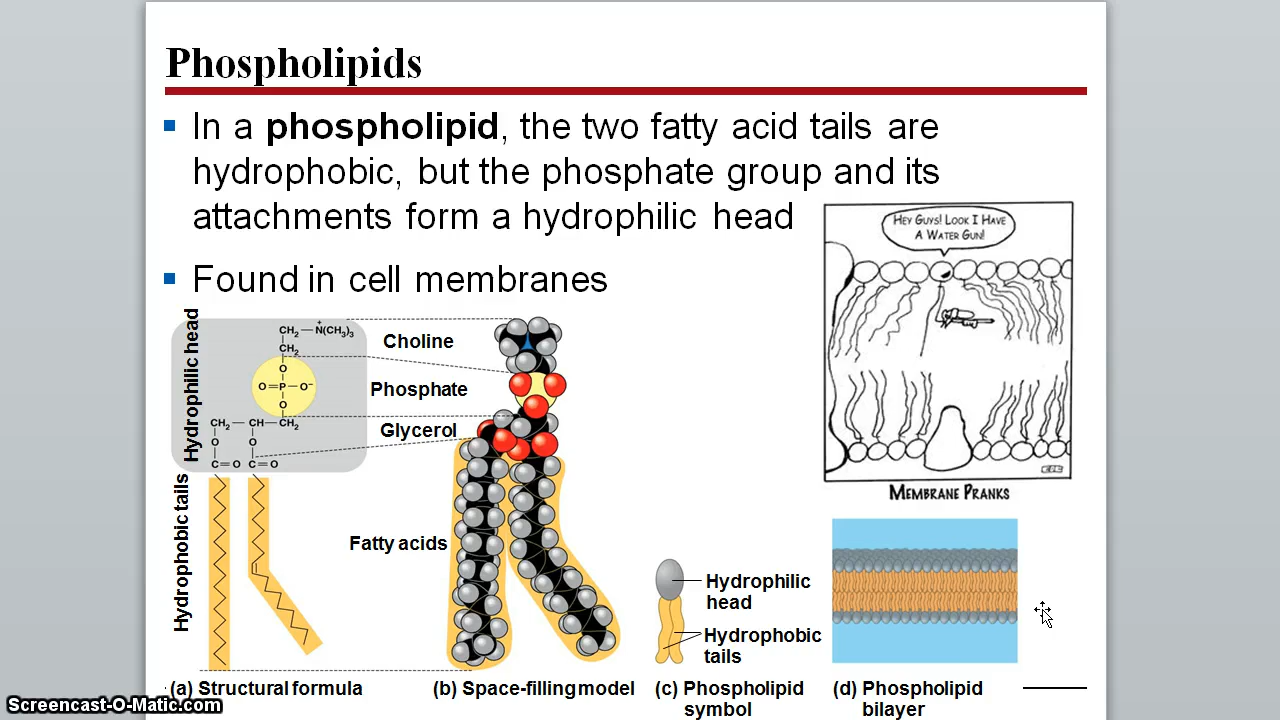 Phospholipids
▪ In a phospholipid, the two fatty acid tails are
hydrophobic, but the phosphate group and its
attachments form a hydrophilic head
▪ Found in cell membranes
HEY GUYS! LOOK I HAVE
A WATER GUN!
MEMBRANE PRANKS
Hydrophilic head
Hydrophobic tails
CH₂—N(CH₃)₃
+
CH₂
O
O=P—O⁻
O
CH₂—CH—CH₂
O O
C=O C=O
Choline
Phosphate
Glycerol
Fatty acids
Hydrophilic
head
Hydrophobic
tails
(a) Structural formula
(b) Space-filling model
(c) Phospholipid
symbol
(d) Phospholipid
bilayer
Screencast-O-Matic.com